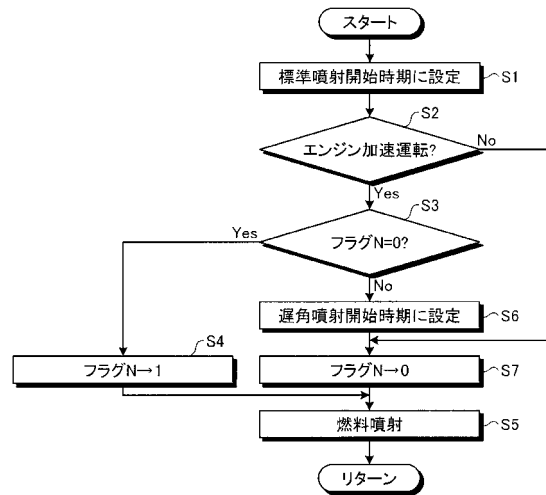 スタート
標準噴射開始時期に設定
S1
S2
エンジン加速運転?
No
Yes
S3
Yes
フラグN=0?
No
遅角噴射開始時期に設定
S6
S4
フラグN→1
フラグN→0
S7
燃料噴射
S5
リターン